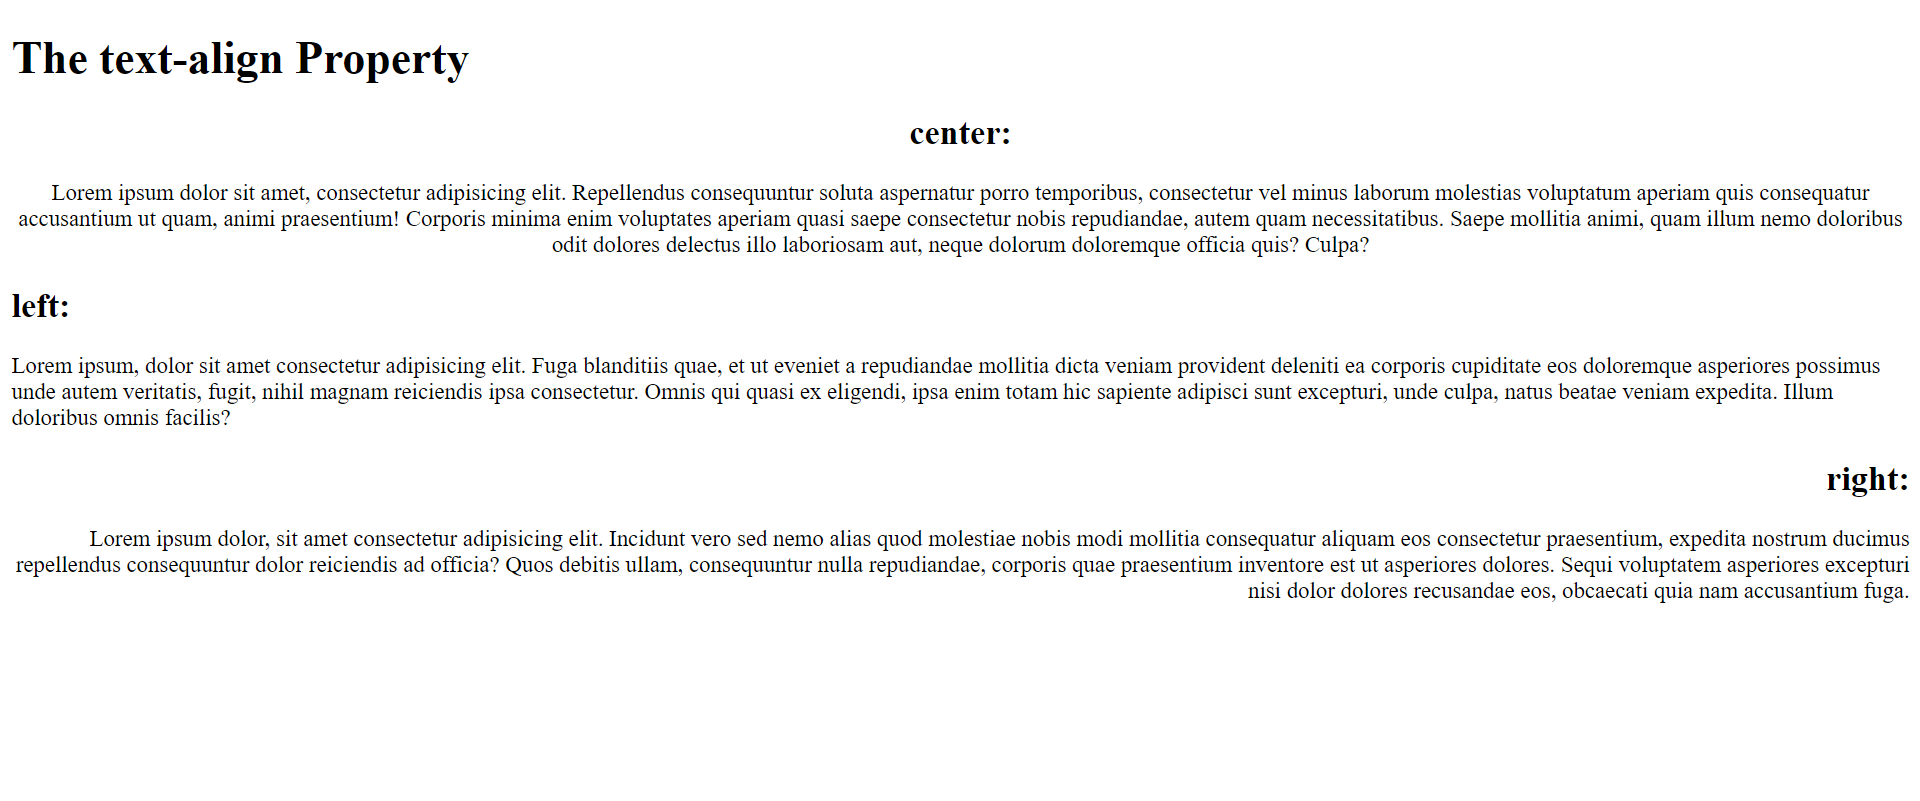 The text-align Property
center:
Lorem ipsum dolor sit amet, consectetur adipisicing elit. Repellendus consequuntur soluta aspernatur porro temporibus, consectetur vel minus laborum molestias voluptatum aperiam quis consequatur
accusantium ut quam, animi praesentium! Corporis minima enim voluptates aperiam quasi saepe consectetur nobis repudiandae, autem quam necessitatibus. Saepe mollitia animi, quam illum nemo doloribus
odit dolores delectus illo laboriosam aut, neque dolorum doloremque officia quis? Culpa?
left:
Lorem ipsum, dolor sit amet consectetur adipisicing elit. Fuga blanditiis quae, et ut eveniet a repudiandae mollitia dicta veniam provident deleniti ea corporis cupiditate eos doloremque asperiores possimus
unde autem veritatis, fugit, nihil magnam reiciendis ipsa consectetur. Omnis qui quasi ex eligendi, ipsa enim totam hic sapiente adipisci sunt excepturi, unde culpa, natus beatae veniam expedita. Illum
doloribus omnis facilis?
right:
Lorem ipsum dolor, sit amet consectetur adipisicing elit. Incidunt vero sed nemo alias quod molestiae nobis modi mollitia consequatur aliquam eos consectetur praesentium, expedita nostrum ducimus
repellendus consequuntur dolor reiciendis ad officia? Quos debitis ullam, consequuntur nulla repudiandae, corporis quae praesentium inventore est ut asperiores dolores. Sequi voluptatem asperiores excepturi
nisi dolor dolores recusandae eos, obcaecati quia nam accusantium fuga.